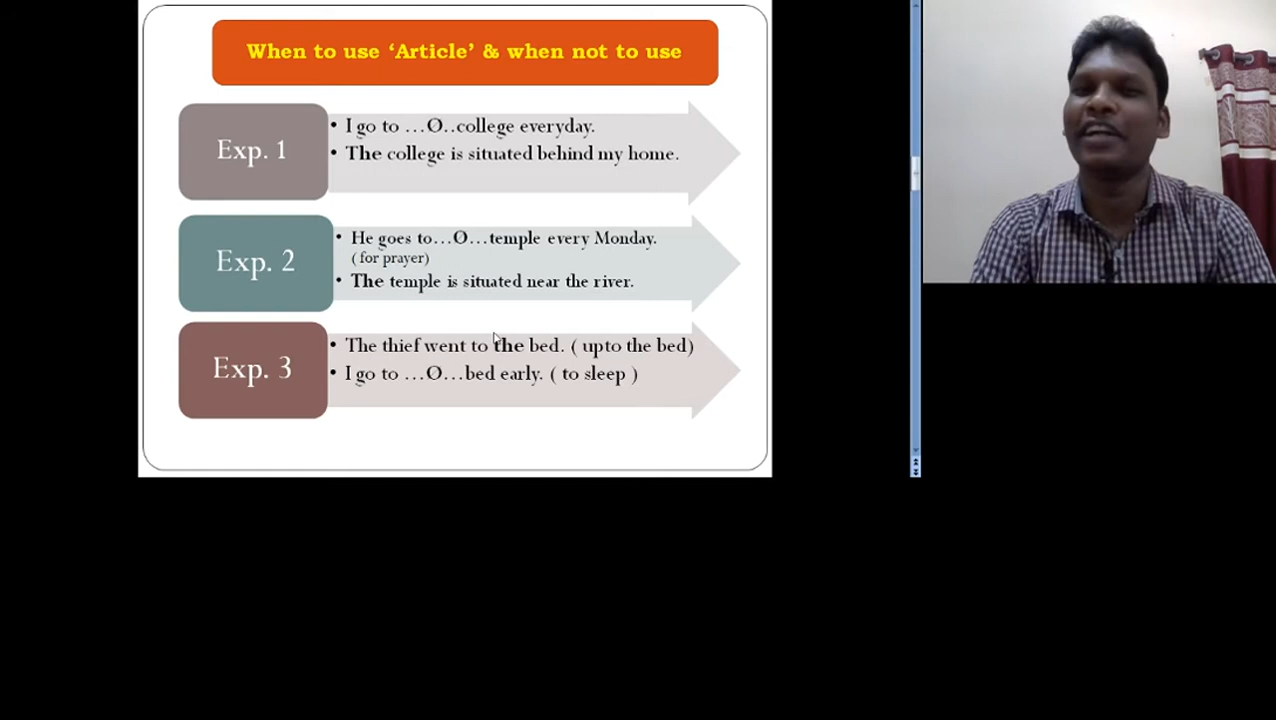 When to use ‘Article’ & when not to use
Exp. 1
• I go to …O..college everyday.
• The college is situated behind my home.
Exp. 2
• He goes to…O…temple every Monday.
( for prayer)
• The temple is situated near the river.
Exp. 3
• The thief went to the bed. ( upto the bed)
• I go to …O…bed early. ( to sleep )